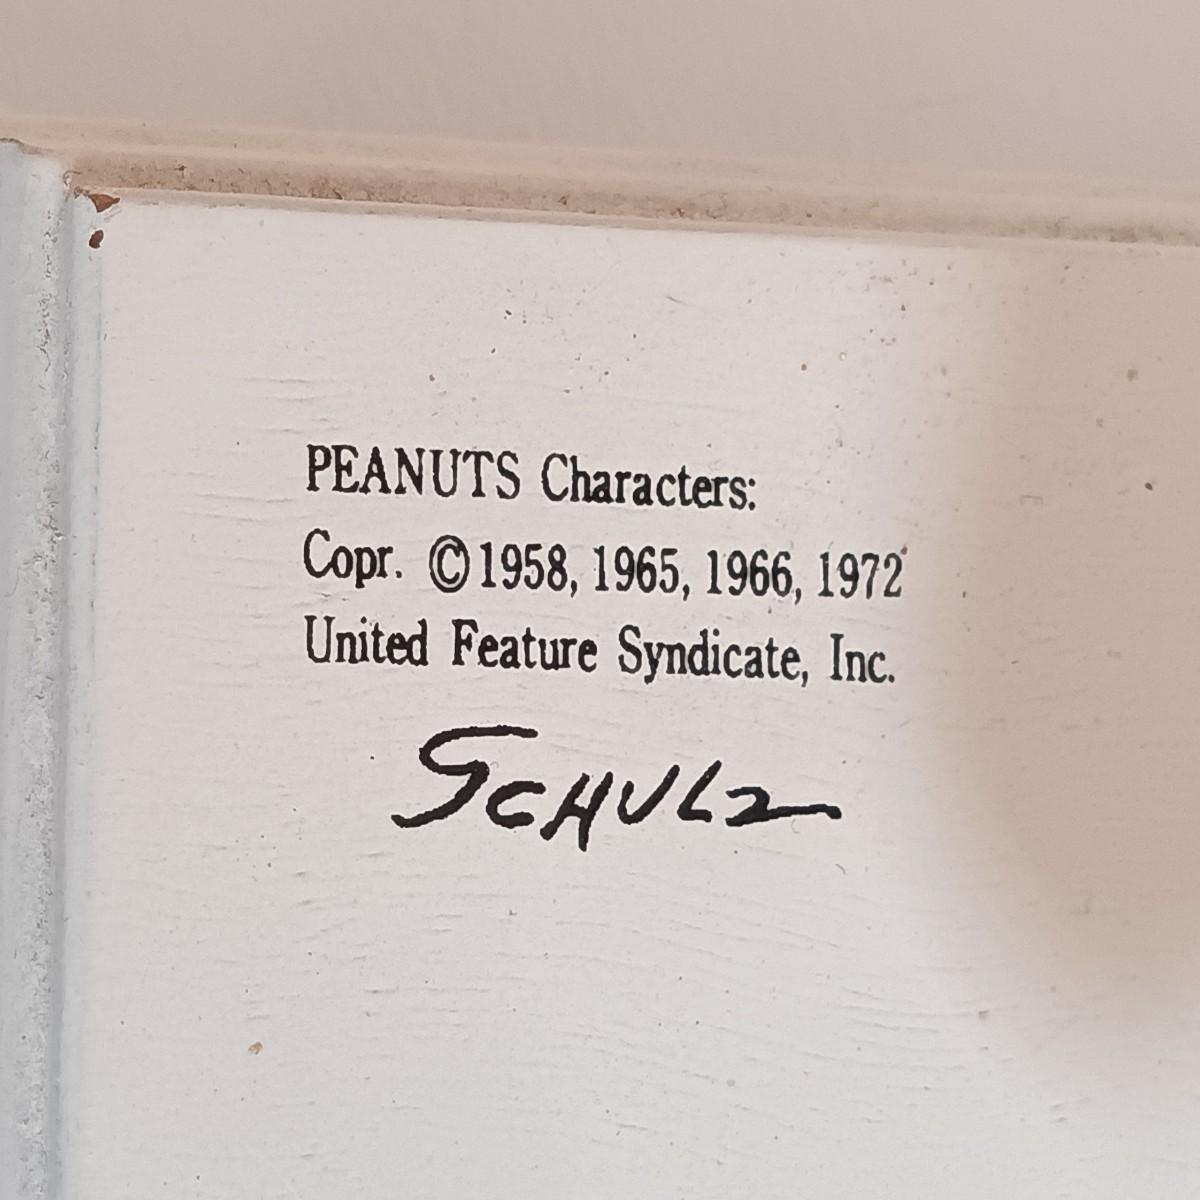 PEANUTS Characters:
Copr. ©1958, 1965, 1966, 1972
United Feature Syndicate, Inc.
SCHULZ